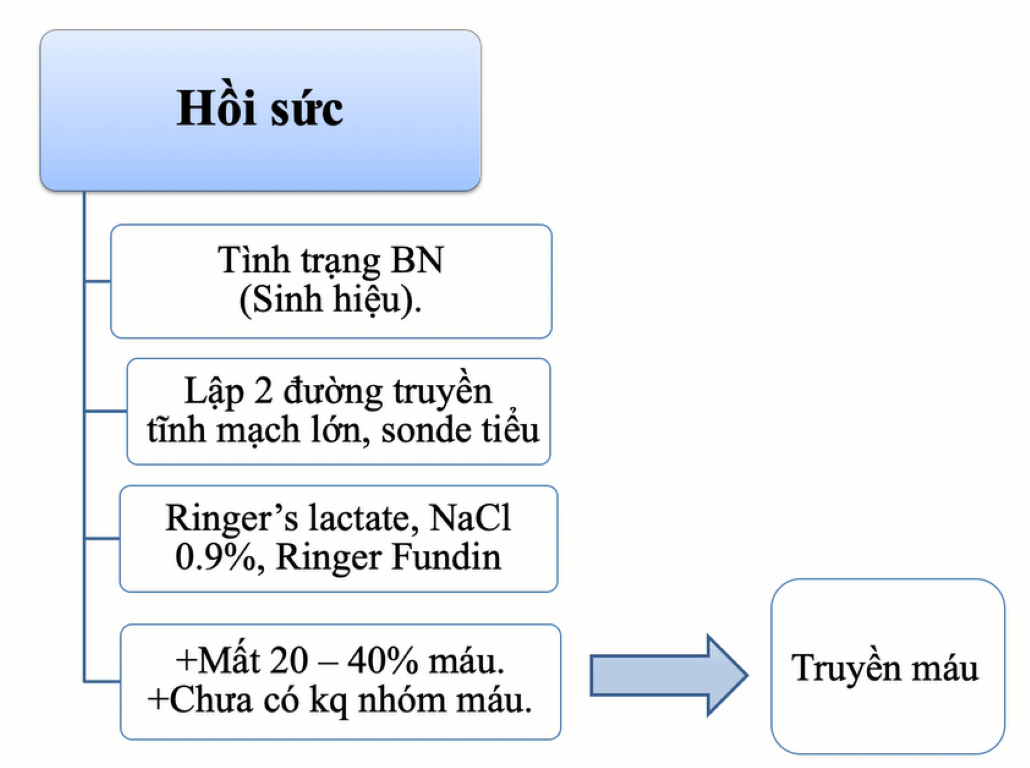 Hồi sức
Tình trạng BN
(Sinh hiệu).
Lập 2 đường truyền
tĩnh mạch lớn, sonde tiểu
Ringer’s lactate, NaCl
0.9%, Ringer Fundin
+Mất 20 – 40% máu.
+Chưa có kq nhóm máu.
Truyền máu